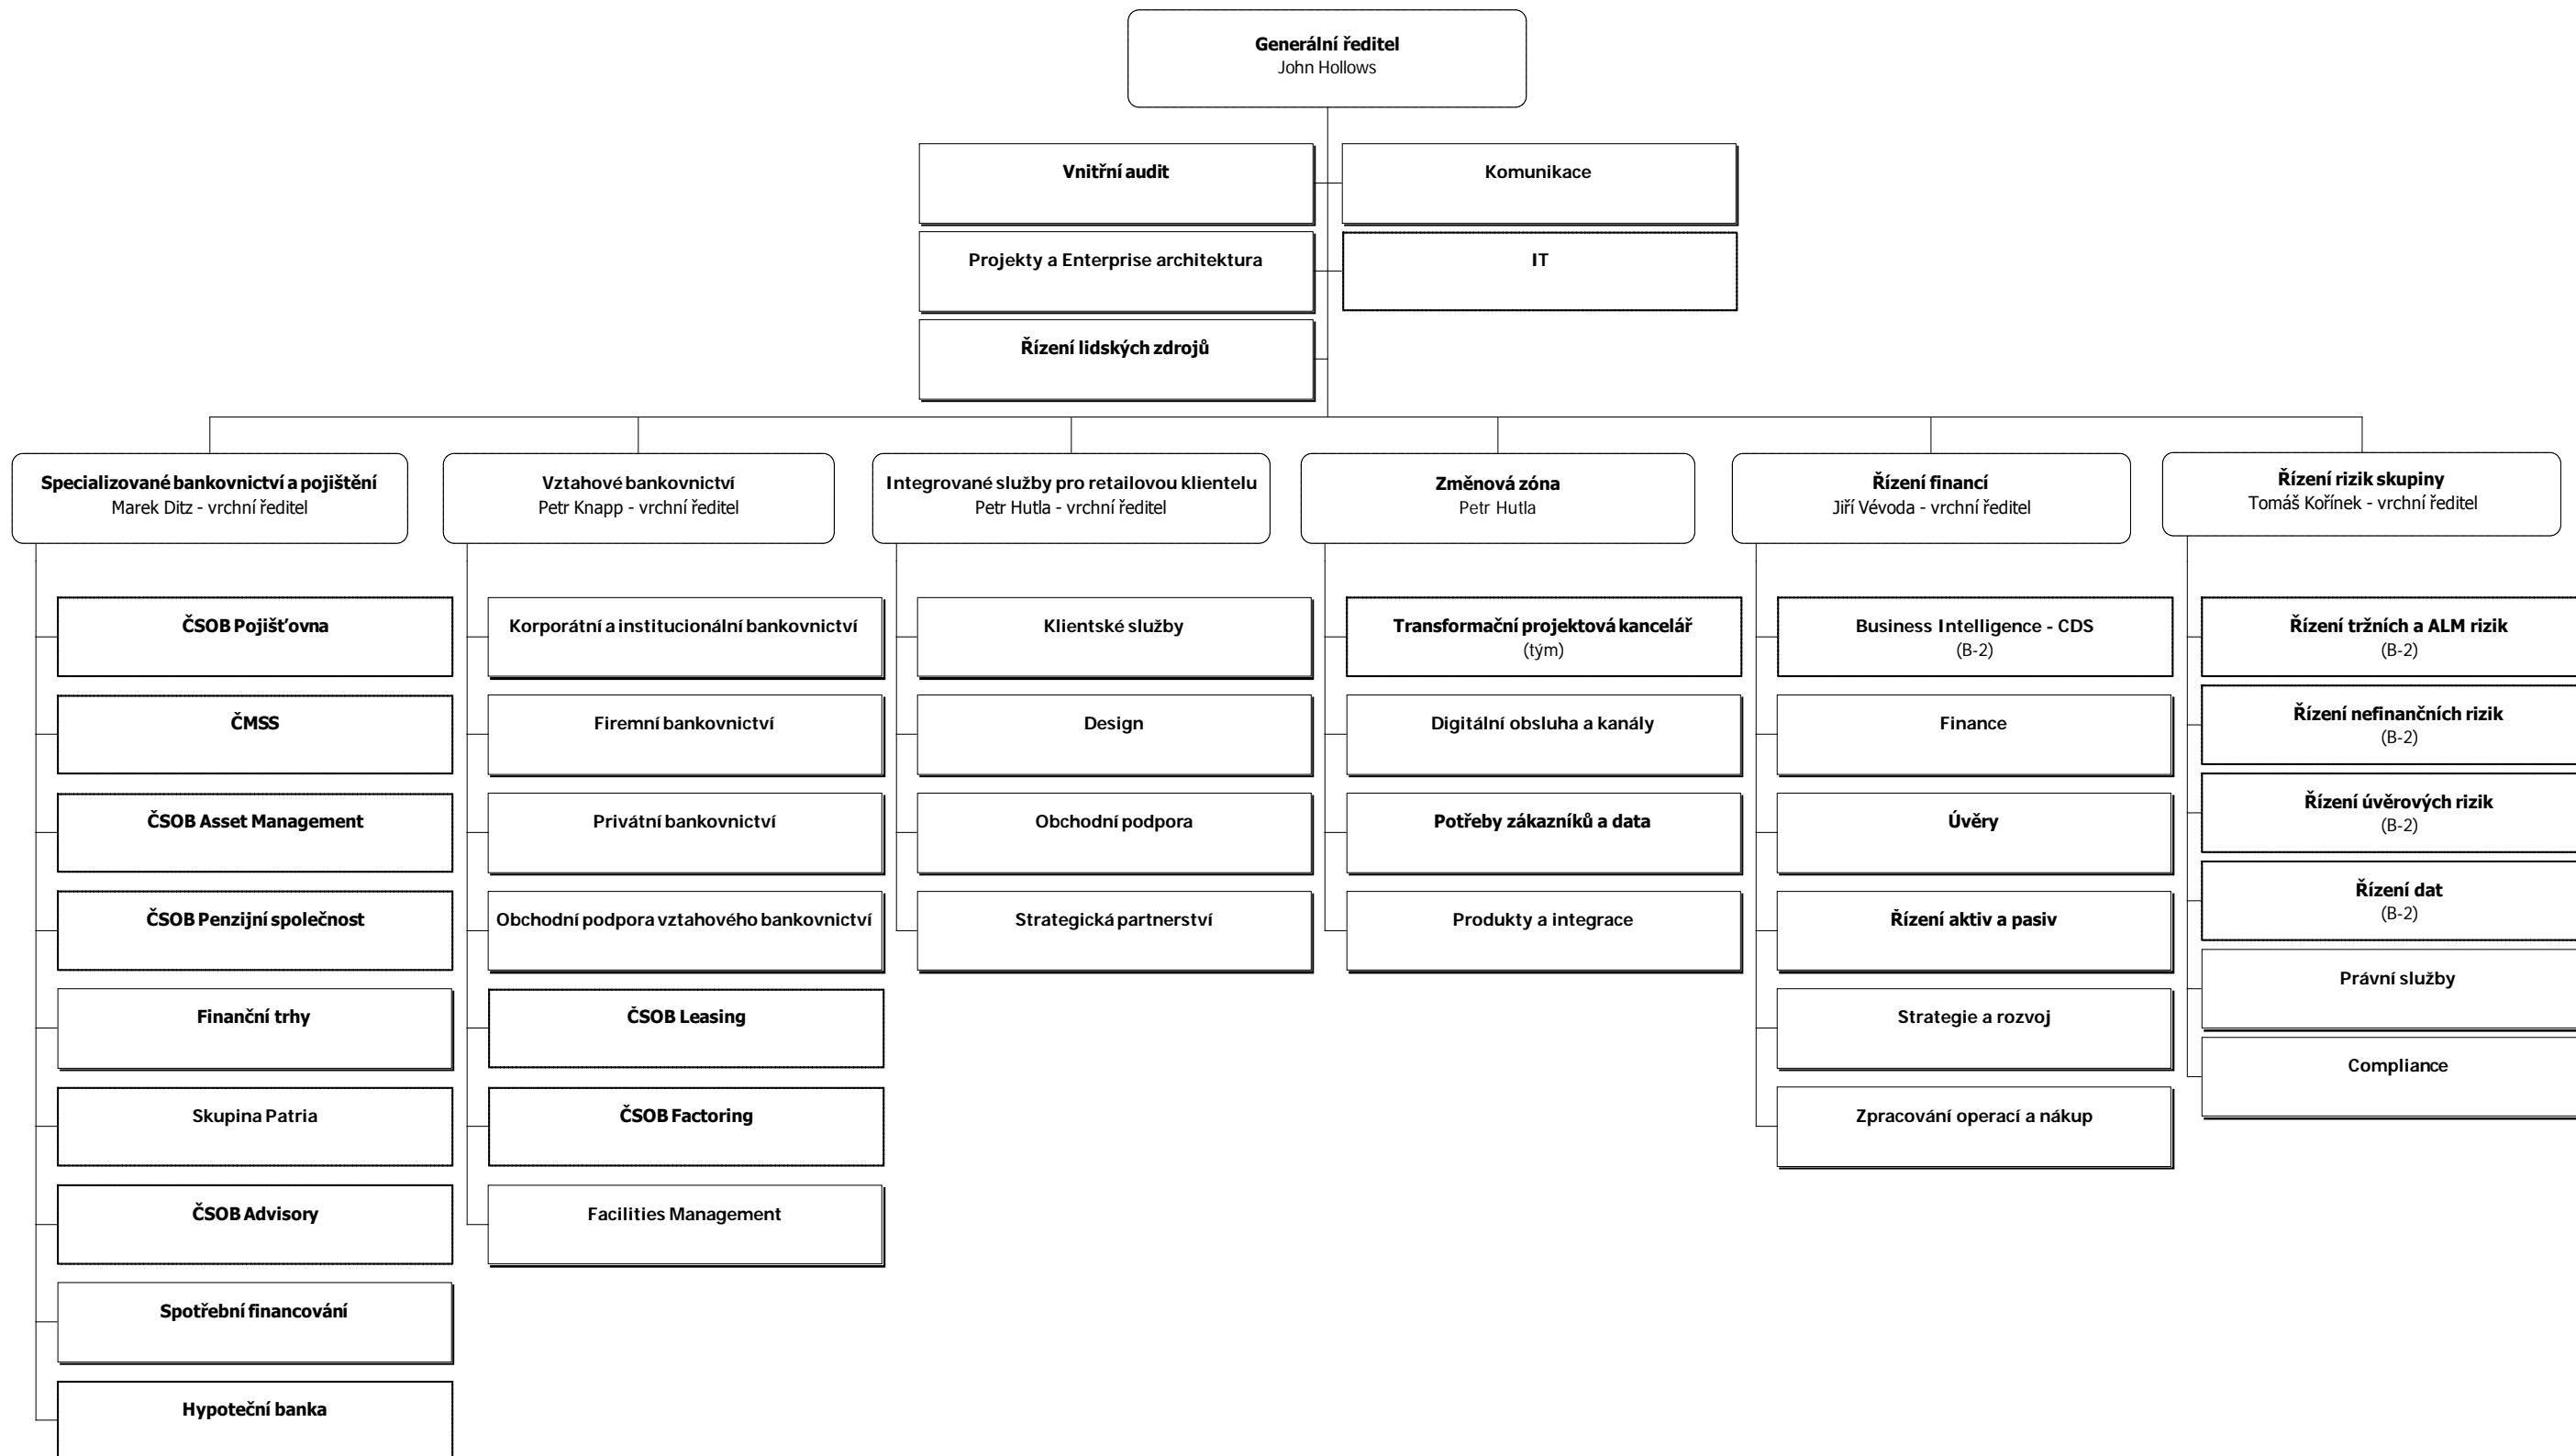 Generální ředitel
John Hollows
Vnitřní audit
Komunikace
Projekty a Enterprise architektura
IT
Řízení lidských zdrojů
Specializované bankovnictví a pojištění
Marek Ditz - vrchní ředitel
Vztahové bankovnictví
Petr Knapp - vrchní ředitel
Integrované služby pro retailovou klientelu
Petr Hutla - vrchní ředitel
Změnová zóna
Petr Hutla
Řízení financí
Jiří Vévoda - vrchní ředitel
Řízení rizik skupiny
Tomáš Kořínek - vrchní ředitel
ČSOB Pojišťovna
ČMSS
ČSOB Asset Management
ČSOB Penzijní společnost
Finanční trhy
Skupina Patria
ČSOB Advisory
Spotřební financování
Hypoteční banka
Korporátní a institucionální bankovnictví
Firemní bankovnictví
Privátní bankovnictví
Obchodní podpora vztahového bankovnictví
ČSOB Leasing
ČSOB Factoring
Facilities Management
Klientské služby
Design
Obchodní podpora
Strategická partnerství
Transformační projektová kancelář
(tým)
Digitální obsluha a kanály
Potřeby zákazníků a data
Produkty a integrace
Business Intelligence - CDS
(B-2)
Finance
Úvěry
Řízení aktiv a pasiv
Strategie a rozvoj
Zpracování operací a nákup
Řízení tržních a ALM rizik
(B-2)
Řízení nefinančních rizik
(B-2)
Řízení úvěrových rizik
(B-2)
Řízení dat
(B-2)
Právní služby
Compliance